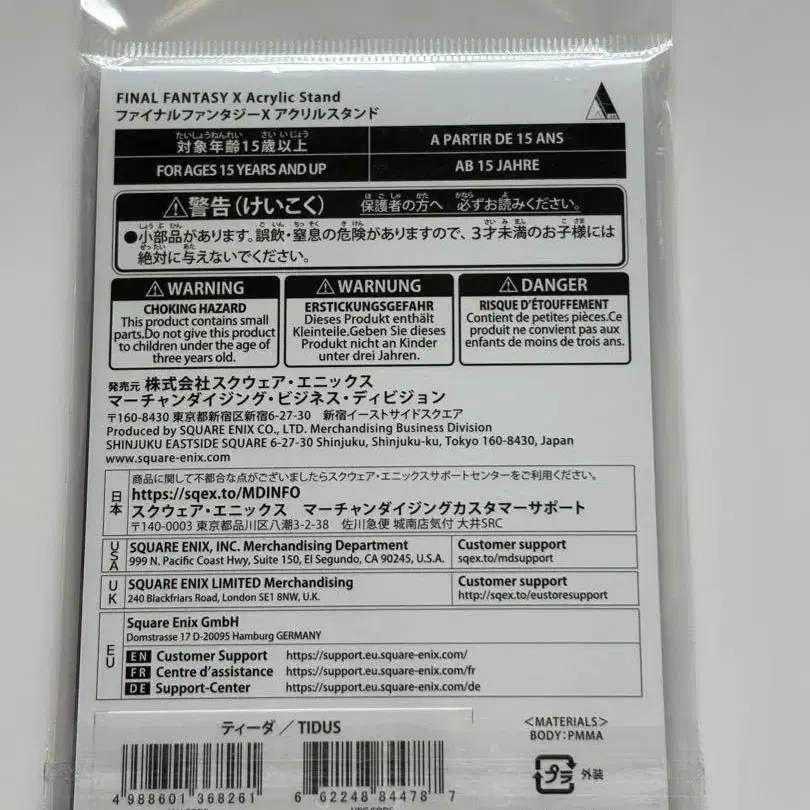 FINAL FANTASY X Acrylic Stand
ファイナルファンタジーX アクリルスタンド
たいしょうねんれい さい いじょう
対象年齢15歳以上
A PARTIR DE 15 ANS
FOR AGES 15 YEARS AND UP
AB 15 JAHRE
⚠警告(けいこく) 保護者の方へ 必ずお読みください。
●小部品があります。誤飲・窒息の危険がありますので、3才未満のお子様には
絶対に与えないでください。
⚠ WARNING
CHOKING HAZARD
This product contains small
parts.Do not give this product
to children under the age of
three years old.
⚠ WARNUNG
ERSTICKUNGSGEFAHR
Dieses Produkt enthält
Kleinteile.Geben Sie dieses
Produkt nicht an Kinder
unter drei Jahren.
⚠ DANGER
RISQUE D'ÉTOUFFEMENT
Contient de petites pièces.Ce
produit ne convient pas aux
enfants de moins de trois ans.
発売元 株式会社スクウェア・エニックス
マーチャンダイジング・ビジネス・ディビジョン
〒160-8430 東京都新宿区新宿6-27-30 新宿イーストサイドスクエア
Produced by SQUARE ENIX CO., LTD. Merchandising Business Division
SHINJUKU EASTSIDE SQUARE 6-27-30 Shinjuku, Shinjuku-ku, Tokyo 160-8430, Japan
www.square-enix.com
日本
商品に関して不都合な点がございましたらスクウェア・エニックスサポートセンターをご利用ください。
https://sqex.to/MDINFO
スクウェア・エニックス マーチャンダイジングカスタマーサポート
〒140-0003 東京都品川区八潮3-2-38 佐川急便 城南店気付 大井SRC
USA
SQUARE ENIX, INC. Merchandising Department
999 N. Pacific Coast Hwy, Suite 150, El Segundo, CA 90245, U.S.A.
Customer support
sqex.to/mdsupport
UK
SQUARE ENIX LIMITED Merchandising
240 Blackfriars Road, London SE1 8NW, U.K.
Customer support
http://sqex.to/eustoresupport
EU
Square Enix GmbH
Domstrasse 17 D-20095 Hamburg GERMANY
EN Customer Support https://support.eu.square-enix.com/
FR Centre d'assistance https://support.eu.square-enix.com/fr
DE Support-Center https://support.eu.square-enix.com/de
ティーダ / TIDUS
4 988601 368261
6 62248 84478 7
<MATERIALS>
BODY:PMMA
プラ 外装